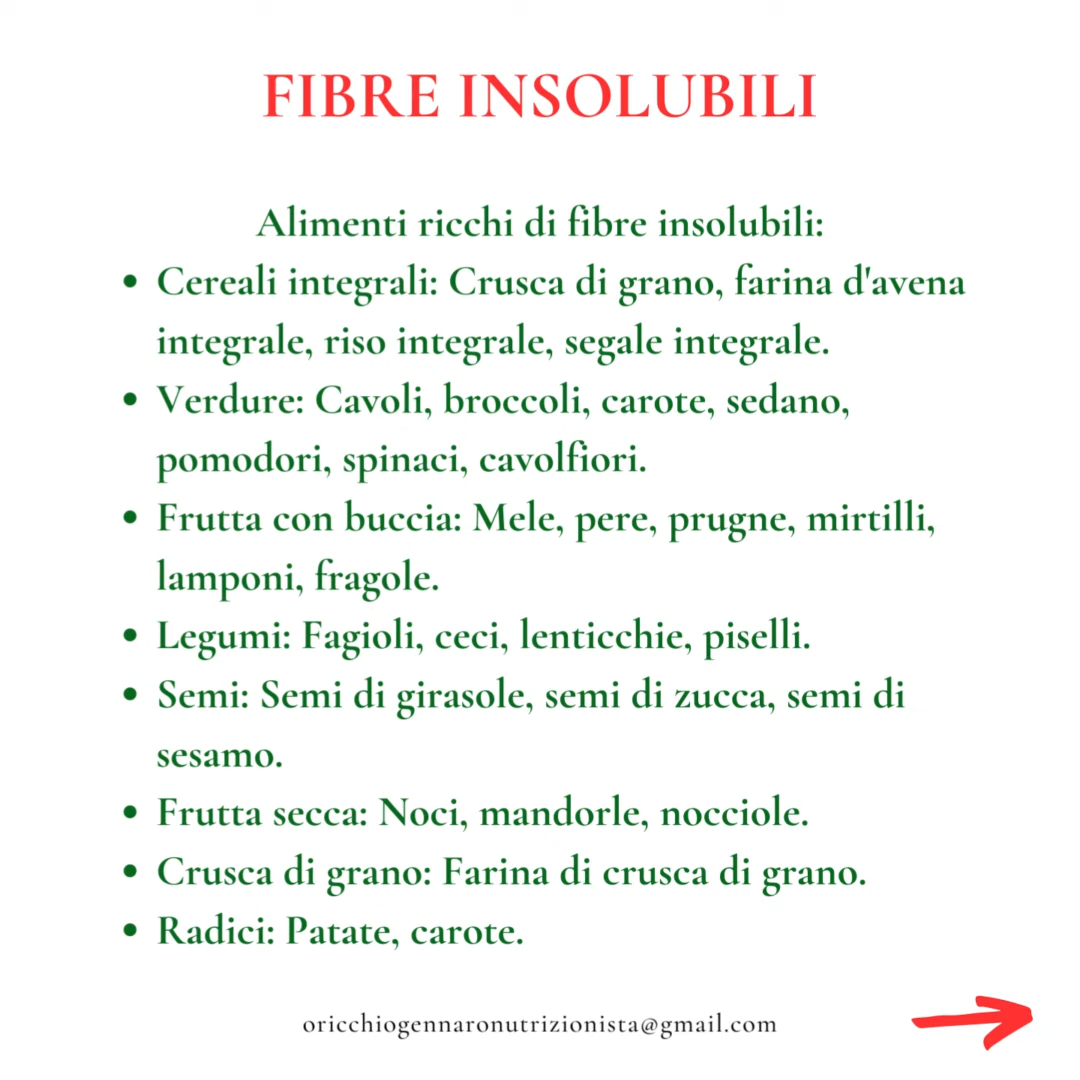 FIBRE INSOLUBILI
Alimenti ricchi di fibre insolubili:
• Cereali integrali: Crusca di grano, farina d'avena
integrale, riso integrale, segale integrale.
• Verdure: Cavoli, broccoli, carote, sedano,
pomodori, spinaci, cavolfiori.
• Frutta con buccia: Mele, pere, prugne, mirtilli,
lamponi, fragole.
• Legumi: Fagioli, ceci, lenticchie, piselli.
• Semi: Semi di girasole, semi di zucca, semi di
sesamo.
• Frutta secca: Noci, mandorle, nocciole.
• Crusca di grano: Farina di crusca di grano.
• Radici: Patate, carote.
oricchiogennaronutrizionista@gmail.com